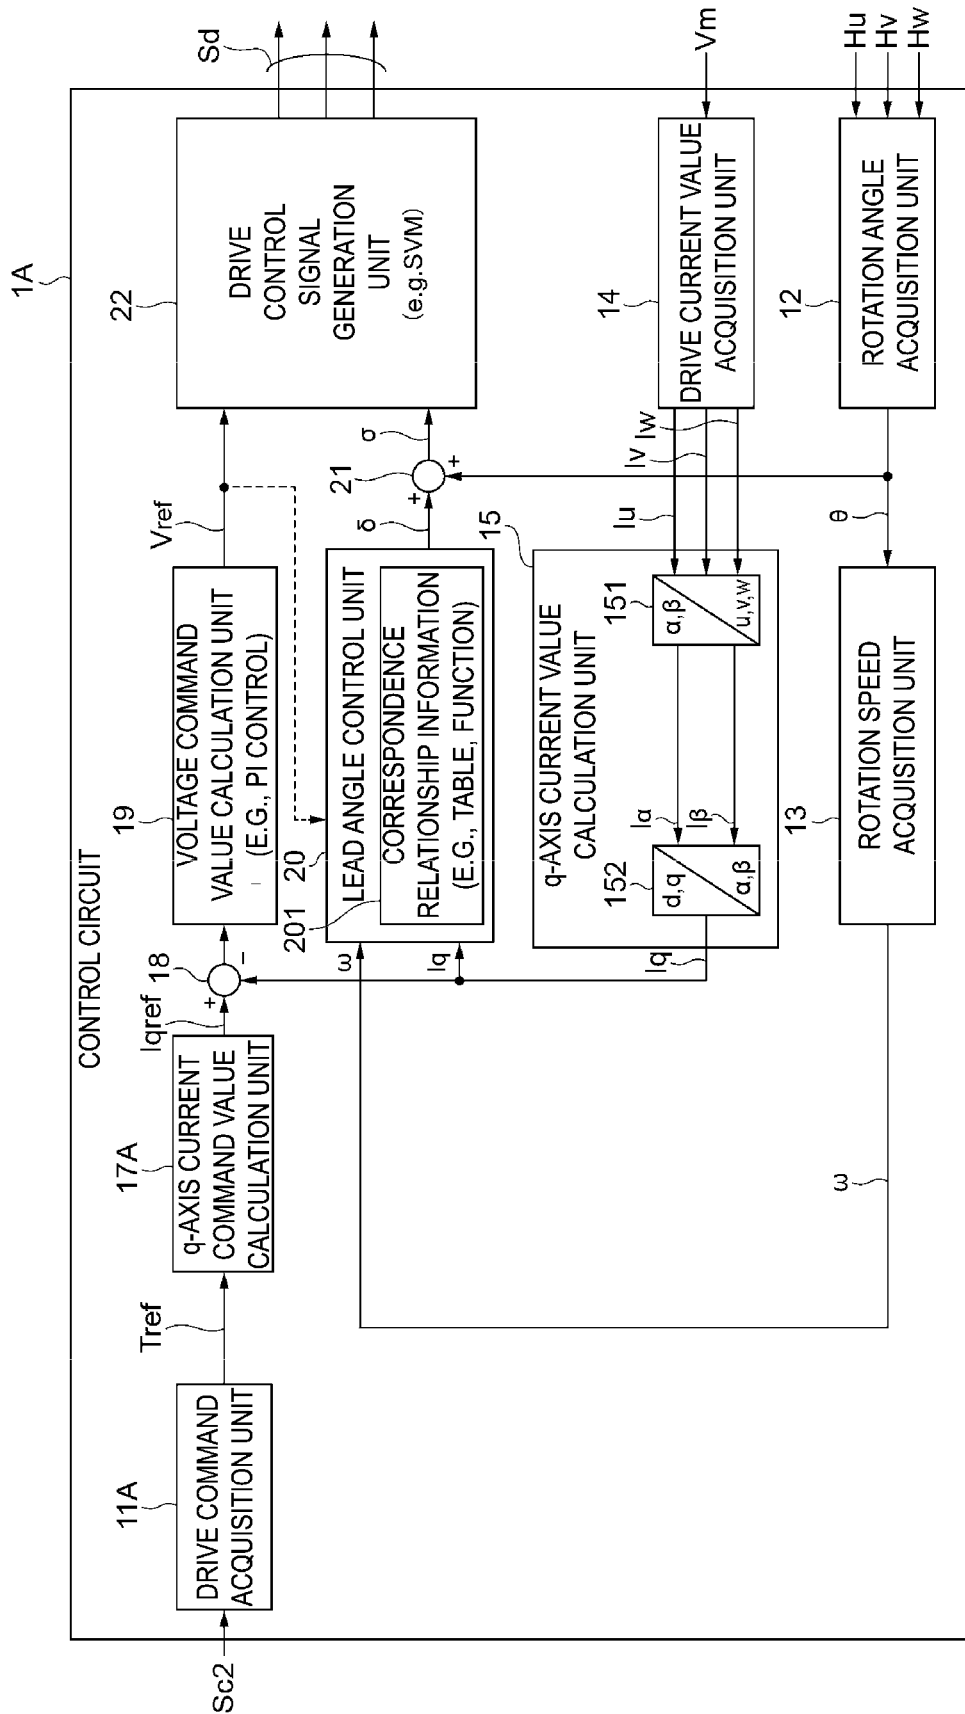 1A
CONTROL CIRCUIT
Sc2
11A
DRIVE COMMAND
ACQUISITION UNIT
Tref
17A
q-AXIS CURRENT
COMMAND VALUE
CALCULATION UNIT
Iqref
+
18
-
19
VOLTAGE COMMAND
VALUE CALCULATION UNIT
(E.G., PI CONTROL)
Vref
22
DRIVE
CONTROL
SIGNAL
GENERATION
UNIT
(e.g.SVM)
Sd
20
LEAD ANGLE CONTROL UNIT
201
CORRESPONDENCE
RELATIONSHIP INFORMATION
(E.G., TABLE, FUNCTION)
ω
Iq
δ
+
21
+
σ
15
q-AXIS CURRENT VALUE
CALCULATION UNIT
Iq
152
d,q
α,β
Iα
Iβ
151
α,β
u,v,w
Iu
Iv
Iw
14
DRIVE CURRENT VALUE
ACQUISITION UNIT
Vm
ω
13
ROTATION SPEED
ACQUISITION UNIT
θ
12
ROTATION ANGLE
ACQUISITION UNIT
Hu
Hv
Hw